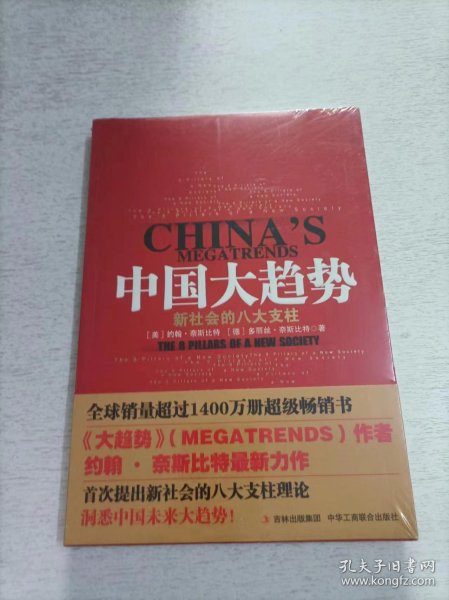 CHINA'S
MEGATRENDS
中国大趋势
新社会的八大支柱
[美]约翰·奈斯比特 [德]多丽丝·奈斯比特◎著
THE 8 PILLARS OF A NEW SOCIETY
全球销量超过1400万册超级畅销书
《大趋势》(MEGATRENDS)作者
约翰·奈斯比特最新力作
首次提出新社会的八大支柱理论
洞悉中国未来大趋势!
吉林出版集团 中华工商联合出版社
孔夫子旧书网
www.kongfz.com